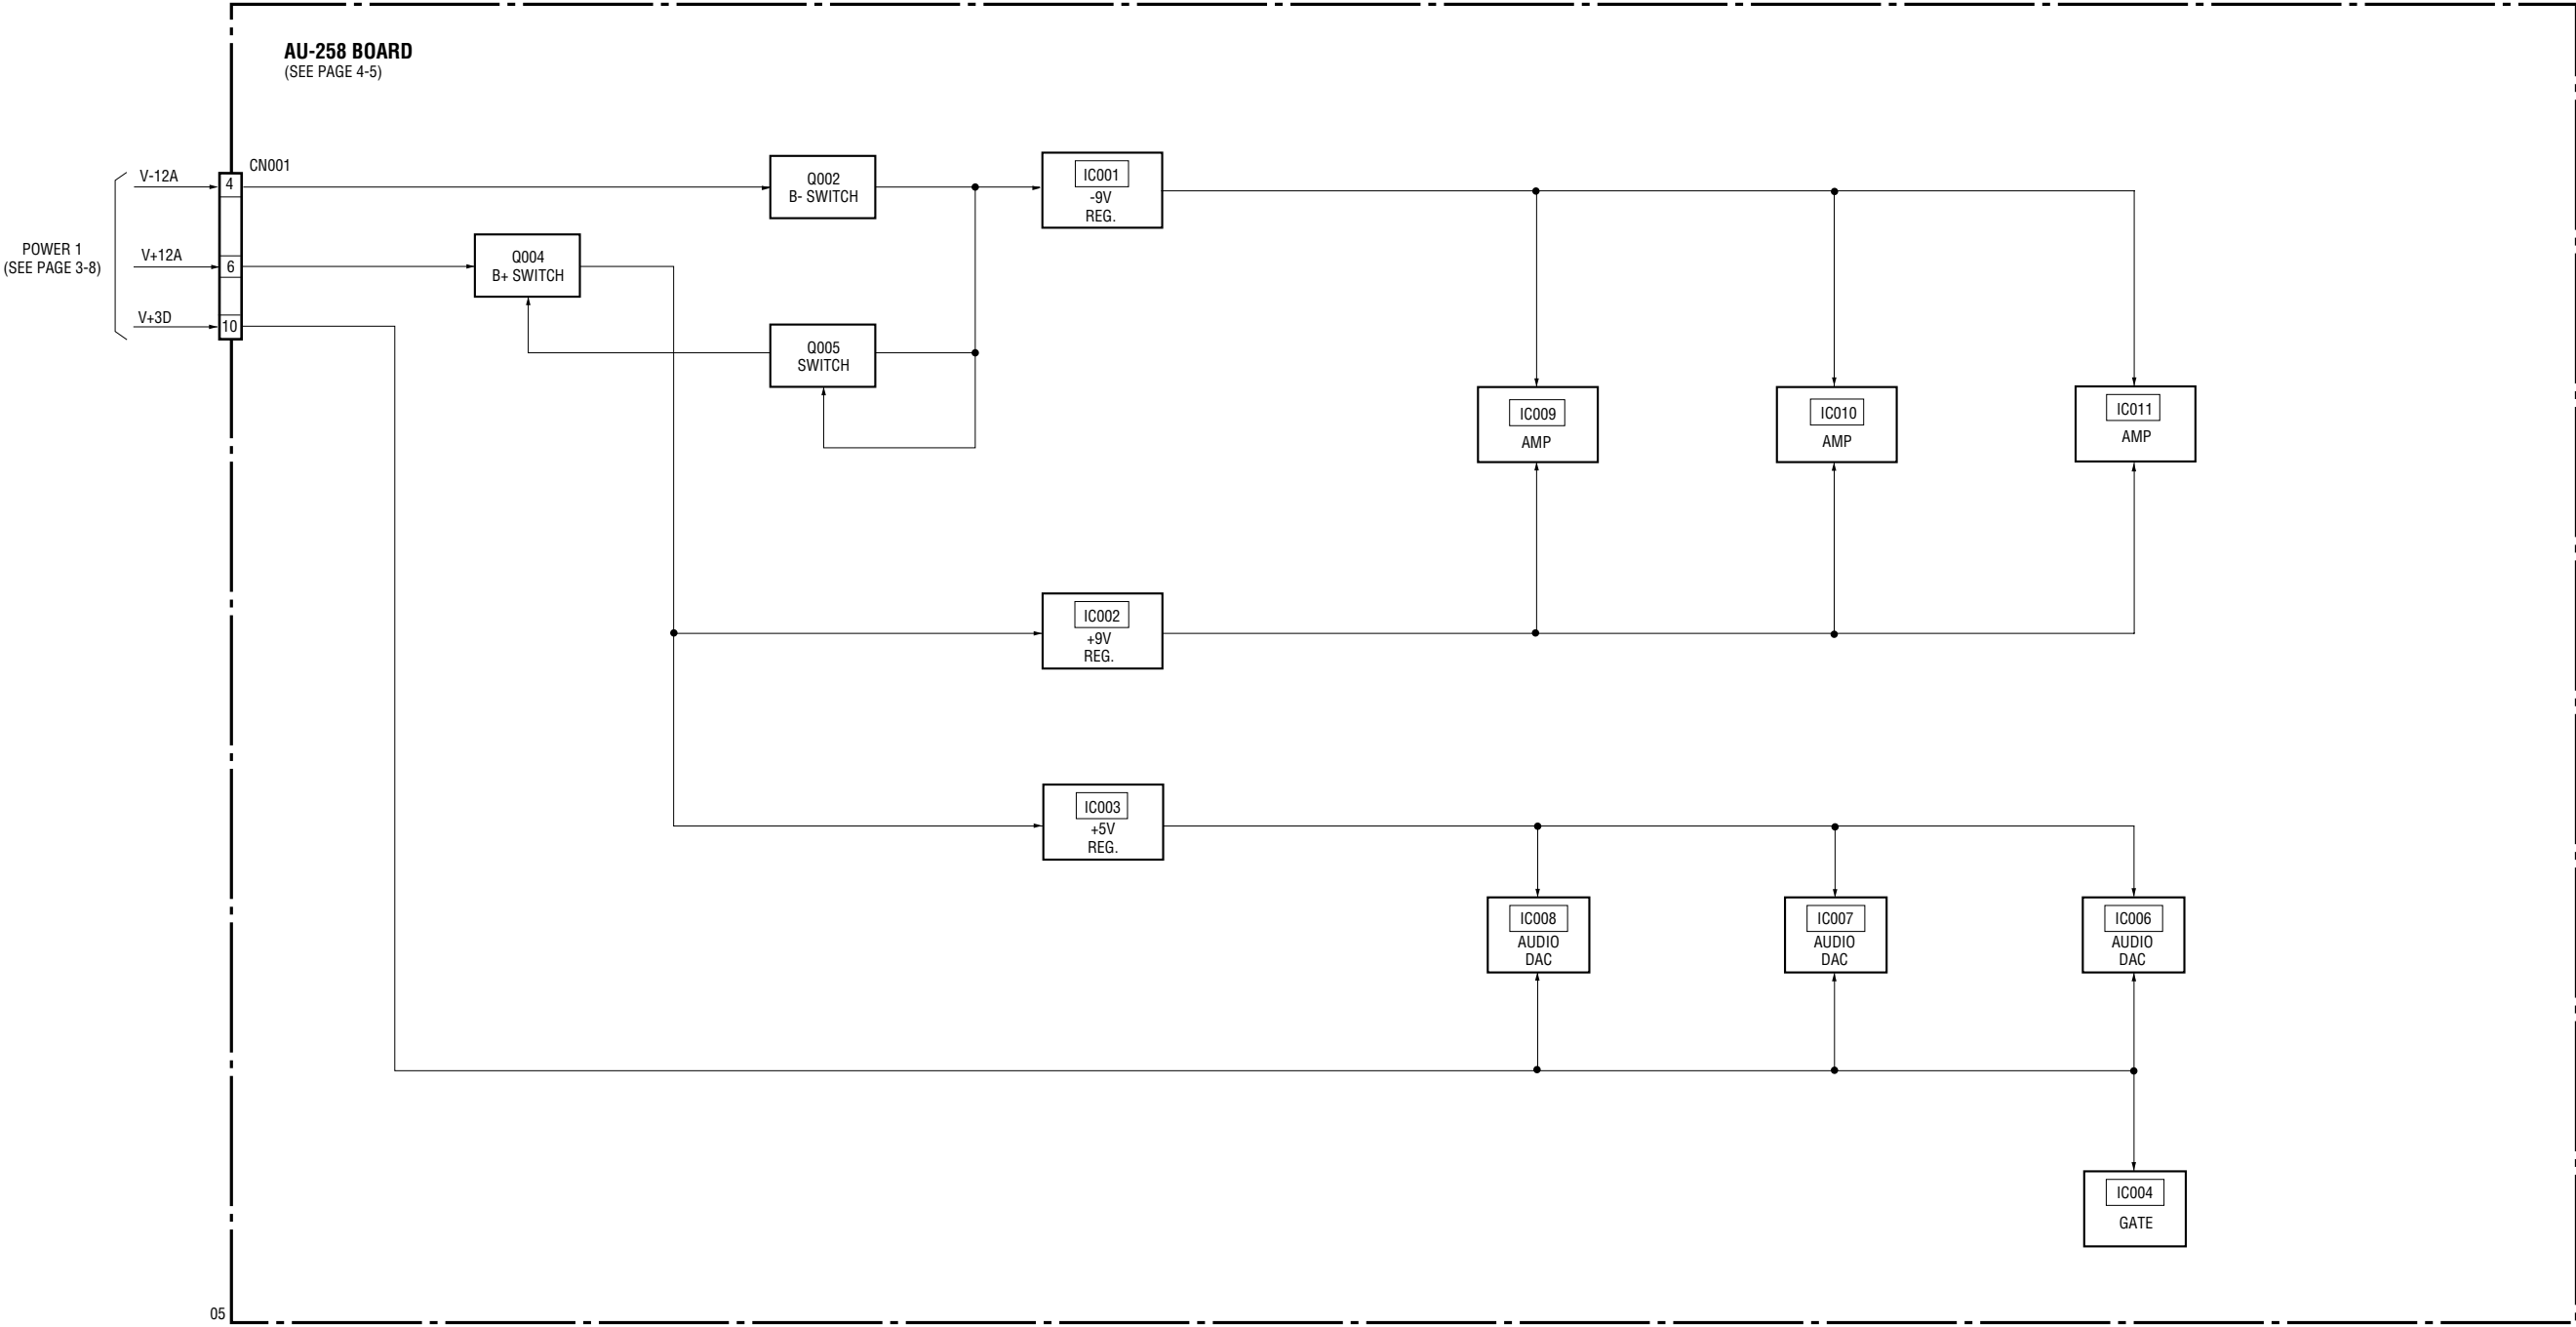 AU-258 BOARD
(SEE PAGE 4-5)
CN001
V-12A
4
POWER 1
(SEE PAGE 3-8)
V+12A
6
V+3D
10
Q002
B- SWITCH
Q004
B+ SWITCH
Q005
SWITCH
IC001
-9V
REG.
IC009
AMP
IC010
AMP
IC011
AMP
IC002
+9V
REG.
IC003
+5V
REG.
IC008
AUDIO
DAC
IC007
AUDIO
DAC
IC006
AUDIO
DAC
IC004
GATE
05